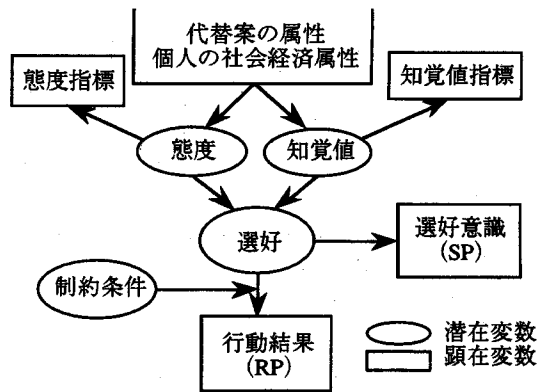 代替案の属性
個人の社会経済属性
態度指標
知覚値指標
態度
知覚値
選好
選好意識
(SP)
制約条件
行動結果
(RP)
潜在変数
顕在変数